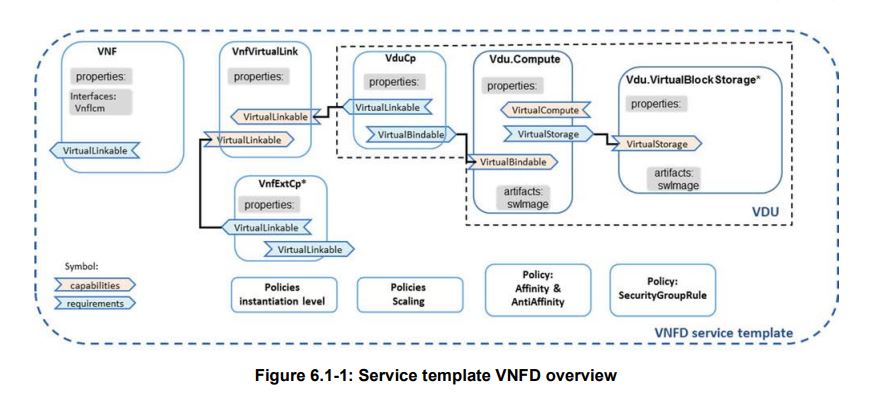 VNF
properties:
Interfaces:
Vnflcm
VirtualLinkable
VnfVirtualLink
properties:
VirtualLinkable
VirtualLinkable
VnfExtCp*
properties:
VirtualLinkable
VirtualLinkable
VduCp
properties:
VirtualLinkable
VirtualBindable
Vdu.Compute
properties:
VirtualCompute
VirtualStorage
VirtualBindable
artifacts:
swImage
Vdu.VirtualBlockStorage*
properties:
VirtualStorage
artifacts:
swImage
VDU
Symbol:
capabilities
requirements
Policies
instantiation level
Policies
Scaling
Policy:
Affinity &
AntiAffinity
Policy:
SecurityGroupRule
VNFD service template
Figure 6.1-1: Service template VNFD overview